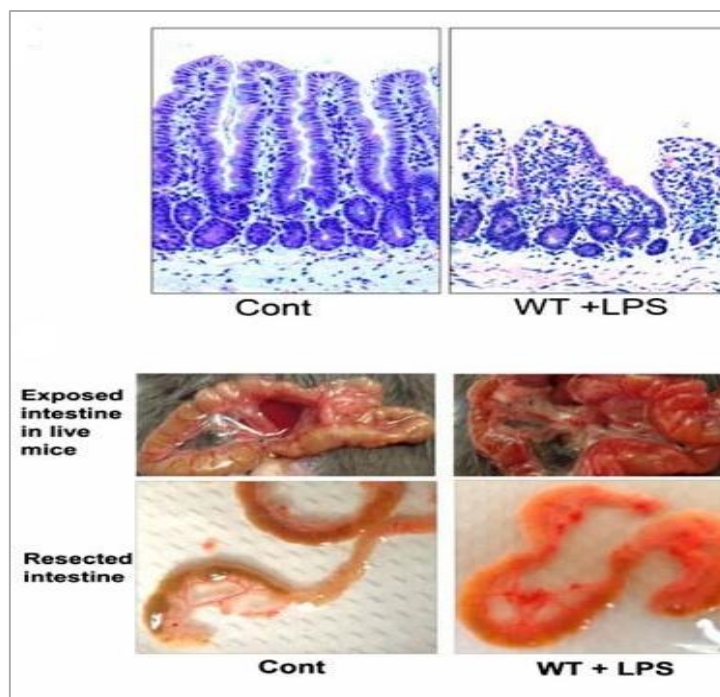 Cont
WT +LPS
Exposed
intestine
in live
mice
Resected
intestine
Cont
WT + LPS